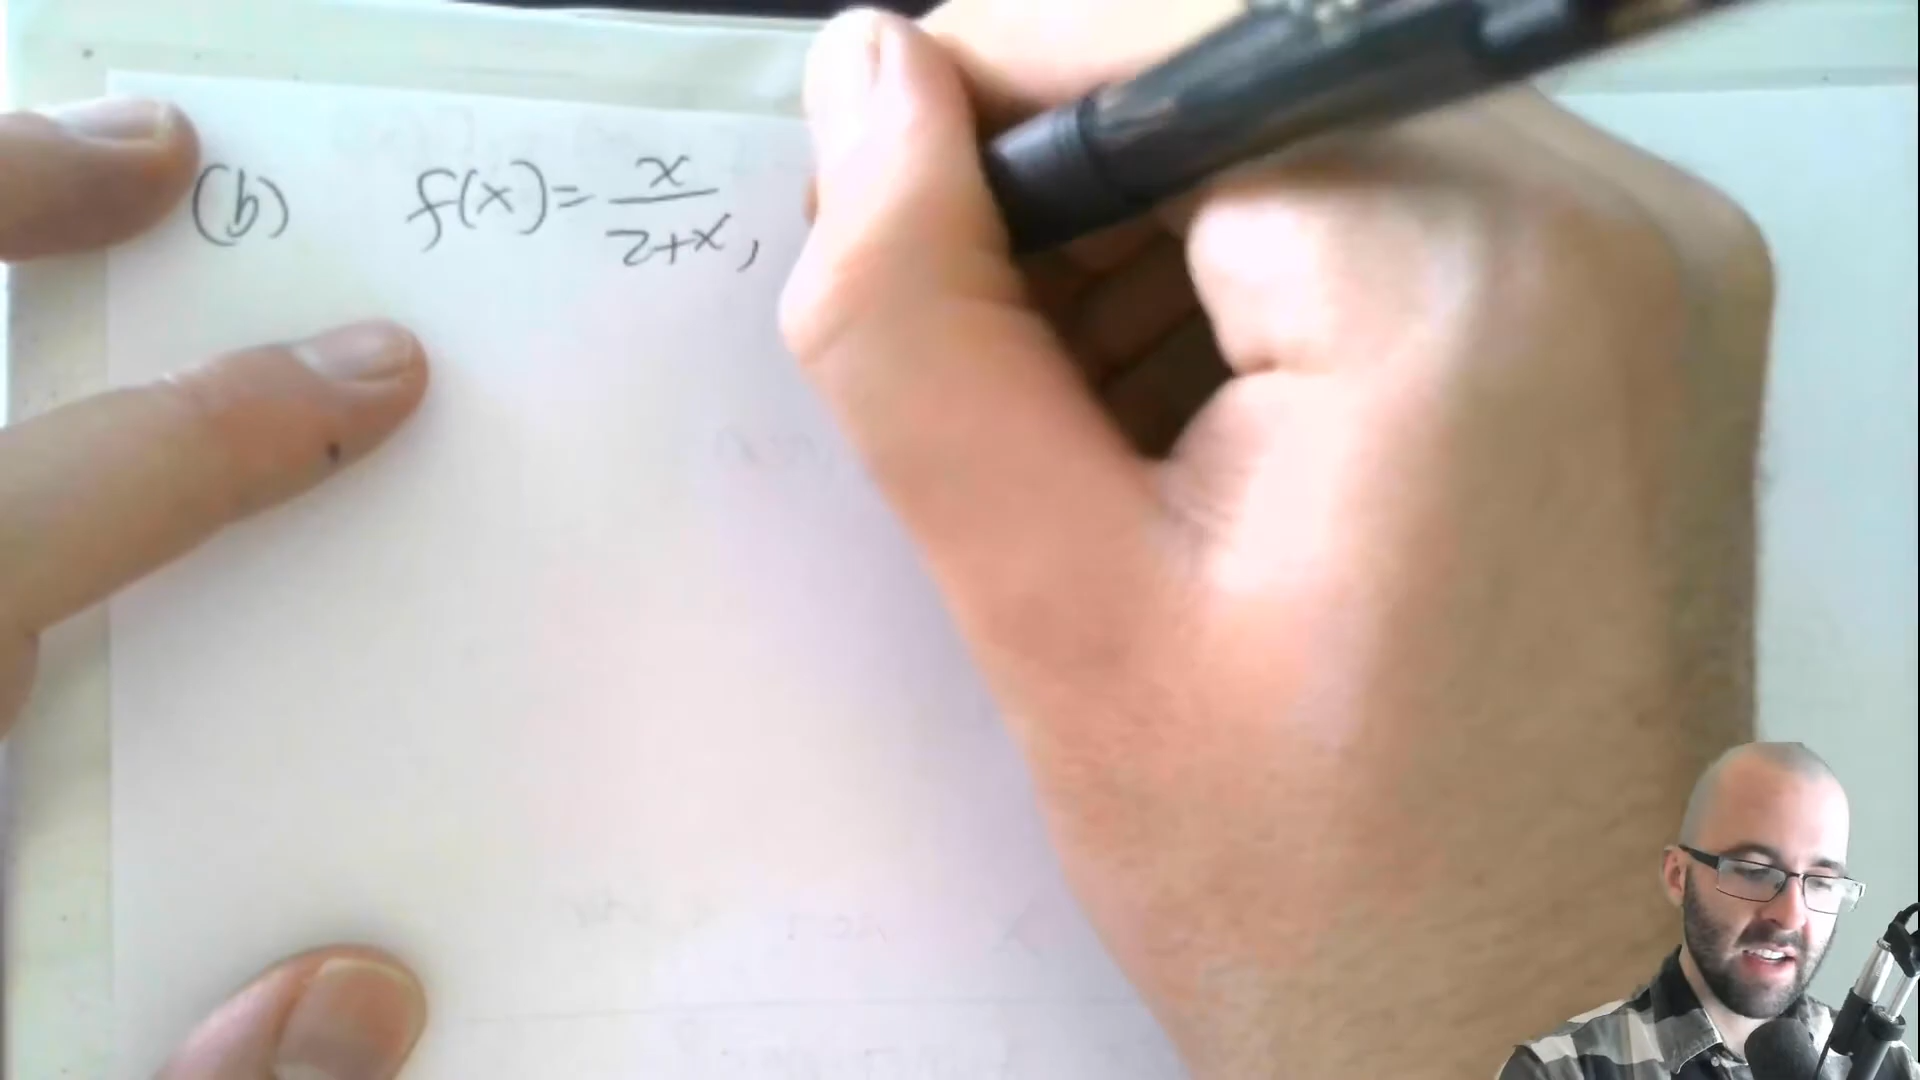 (b) f(x) = x/(2+x),